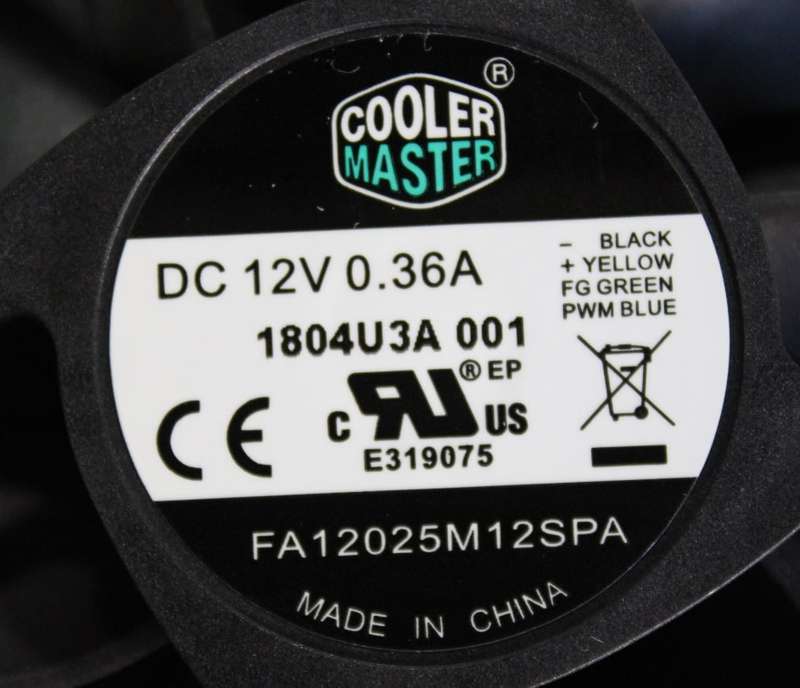 COOLER
MASTER
®
DC 12V 0.36A
- BLACK
+ YELLOW
FG GREEN
PWM BLUE
1804U3A 001
CE
c RU US ® EP
E319075
FA12025M12SPA
MADE IN CHINA